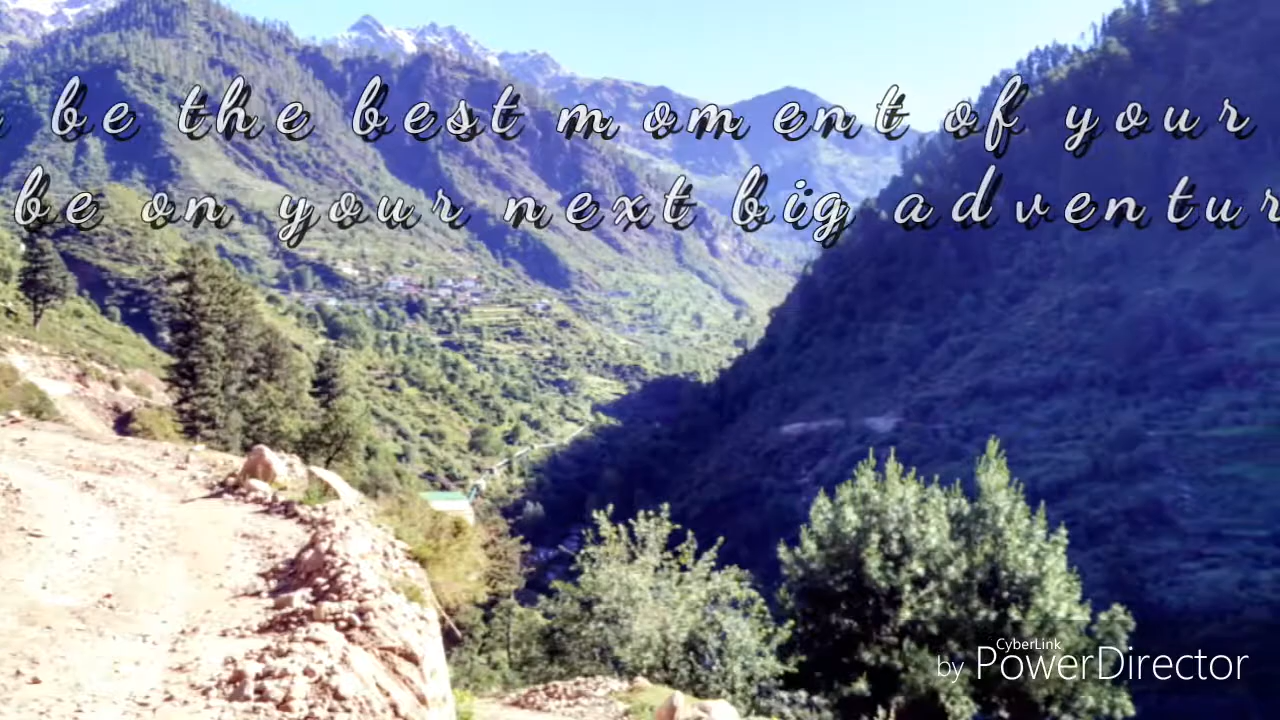 be the best moment of your
be on your next big adventur
CyberLink
by PowerDirector